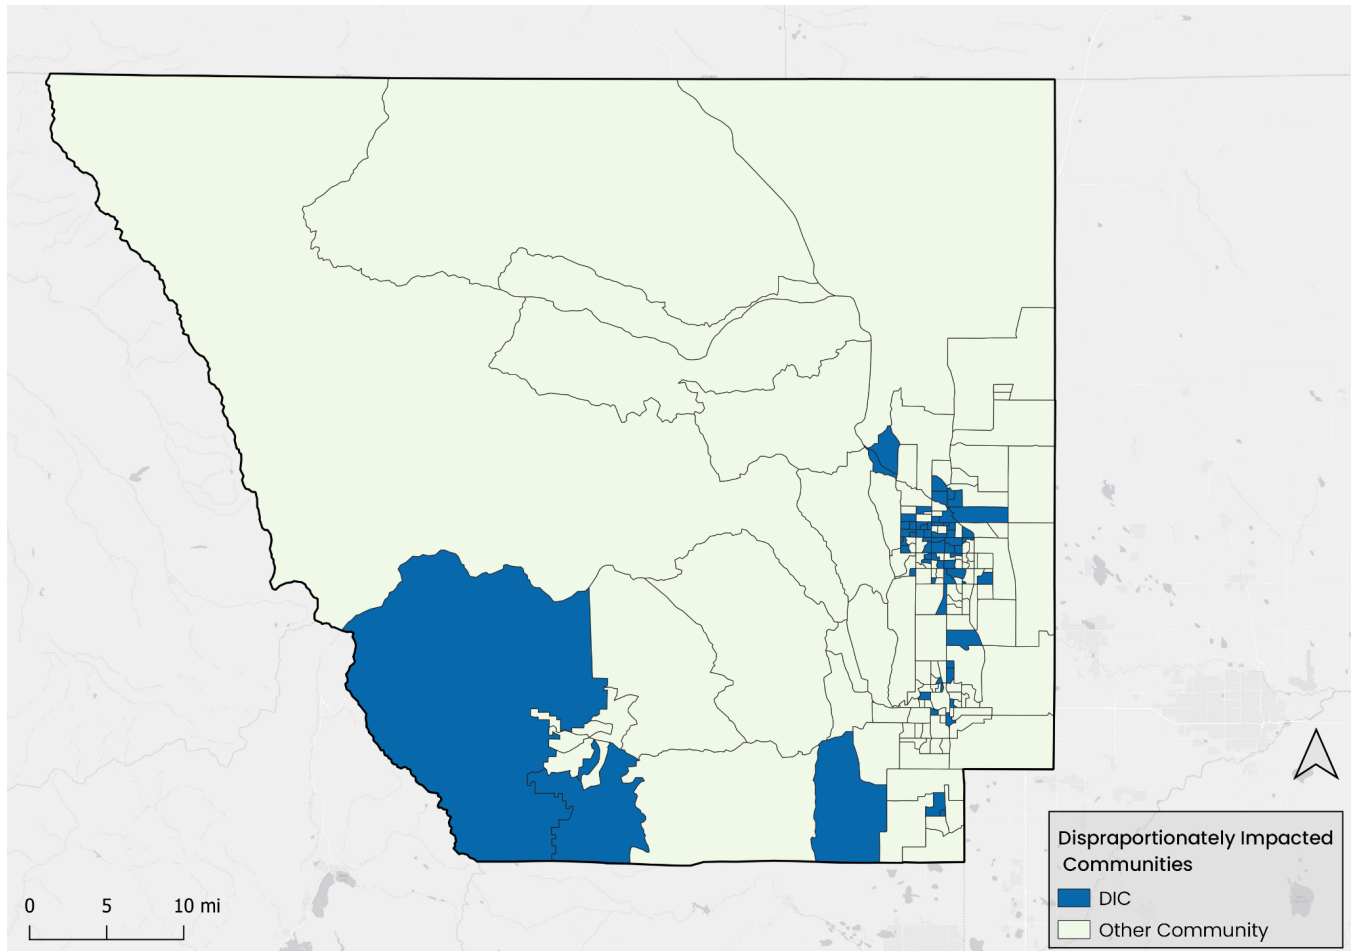 0 5 10 mi
Dispraportionately Impacted
Communities
DIC
Other Community